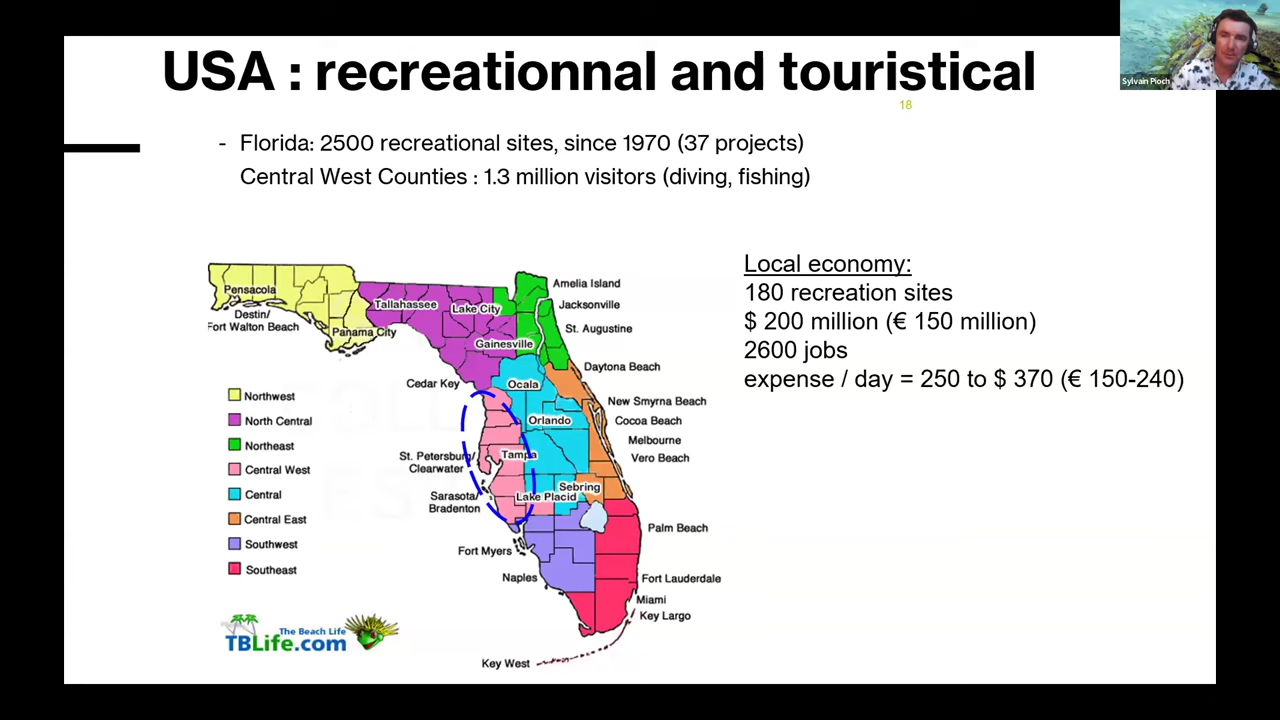 USA : recreationnal and touristical
Sylvain Pioch
18
- Florida: 2500 recreational sites, since 1970 (37 projects)
Central West Counties : 1.3 million visitors (diving, fishing)
Local economy:
180 recreation sites
$ 200 million (€ 150 million)
2600 jobs
expense / day = 250 to $ 370 (€ 150-240)
Pensacola
Destin/
Fort Walton Beach
Panama City
Tallahassee
Lake City
Gainesville
Amelia Island
Jacksonville
St. Augustine
Daytona Beach
Cedar Key
Ocala
New Smyrna Beach
Orlando
Cocoa Beach
Melbourne
Vero Beach
St. Petersburg/
Clearwater
Tampa
Sebring
Lake Placid
Sarasota/
Bradenton
Palm Beach
Fort Myers
Naples
Fort Lauderdale
Miami
Key Largo
Key West
Northwest
North Central
Northeast
Central West
Central
Central East
Southwest
Southeast
The Beach Life
TBLife.com